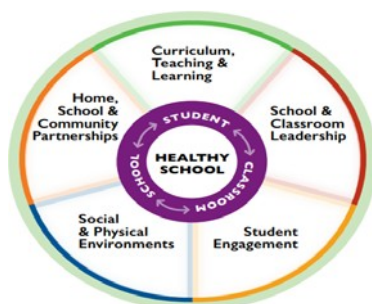 Curriculum,
Teaching &
Learning
Home,
School &
Community
Partnerships
School &
Classroom
Leadership
STUDENT
CLASSROOM
SCHOOL
HEALTHY
SCHOOL
Social
& Physical
Environments
Student
Engagement